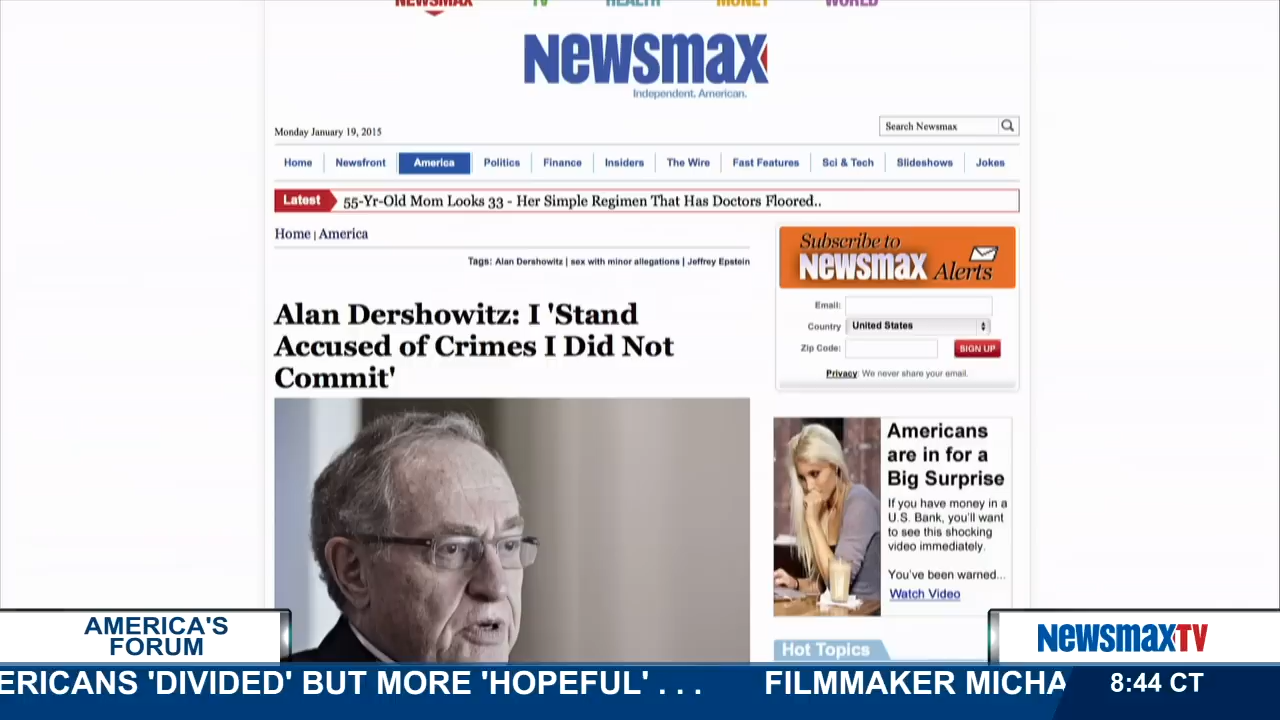 NEWSMAX TV HEALTH MONEY WORLD
Newsmax
Independent. American.
Monday January 19, 2015
Search Newsmax
Home Newsfront America Politics Finance Insiders The Wire Fast Features Sci & Tech Slideshows Jokes
Latest 55-Yr-Old Mom Looks 33 - Her Simple Regimen That Has Doctors Floored..
Home | America
Tags: Alan Dershowitz | sex with minor allegations | Jeffrey Epstein
Alan Dershowitz: I 'Stand
Accused of Crimes I Did Not
Commit'
Subscribe to
Newsmax Alerts
Email:
Country United States
Zip Code: SIGN UP
Privacy: We never share your email.
Americans
are in for a
Big Surprise
If you have money in a
U.S. Bank, you'll want
to see this shocking
video immediately.
You've been warned...
Watch Video
Hot Topics
AMERICA'S
FORUM
NewsmaxTV
ERICANS 'DIVIDED' BUT MORE 'HOPEFUL' . . . FILMMAKER MICHA
8:44 CT